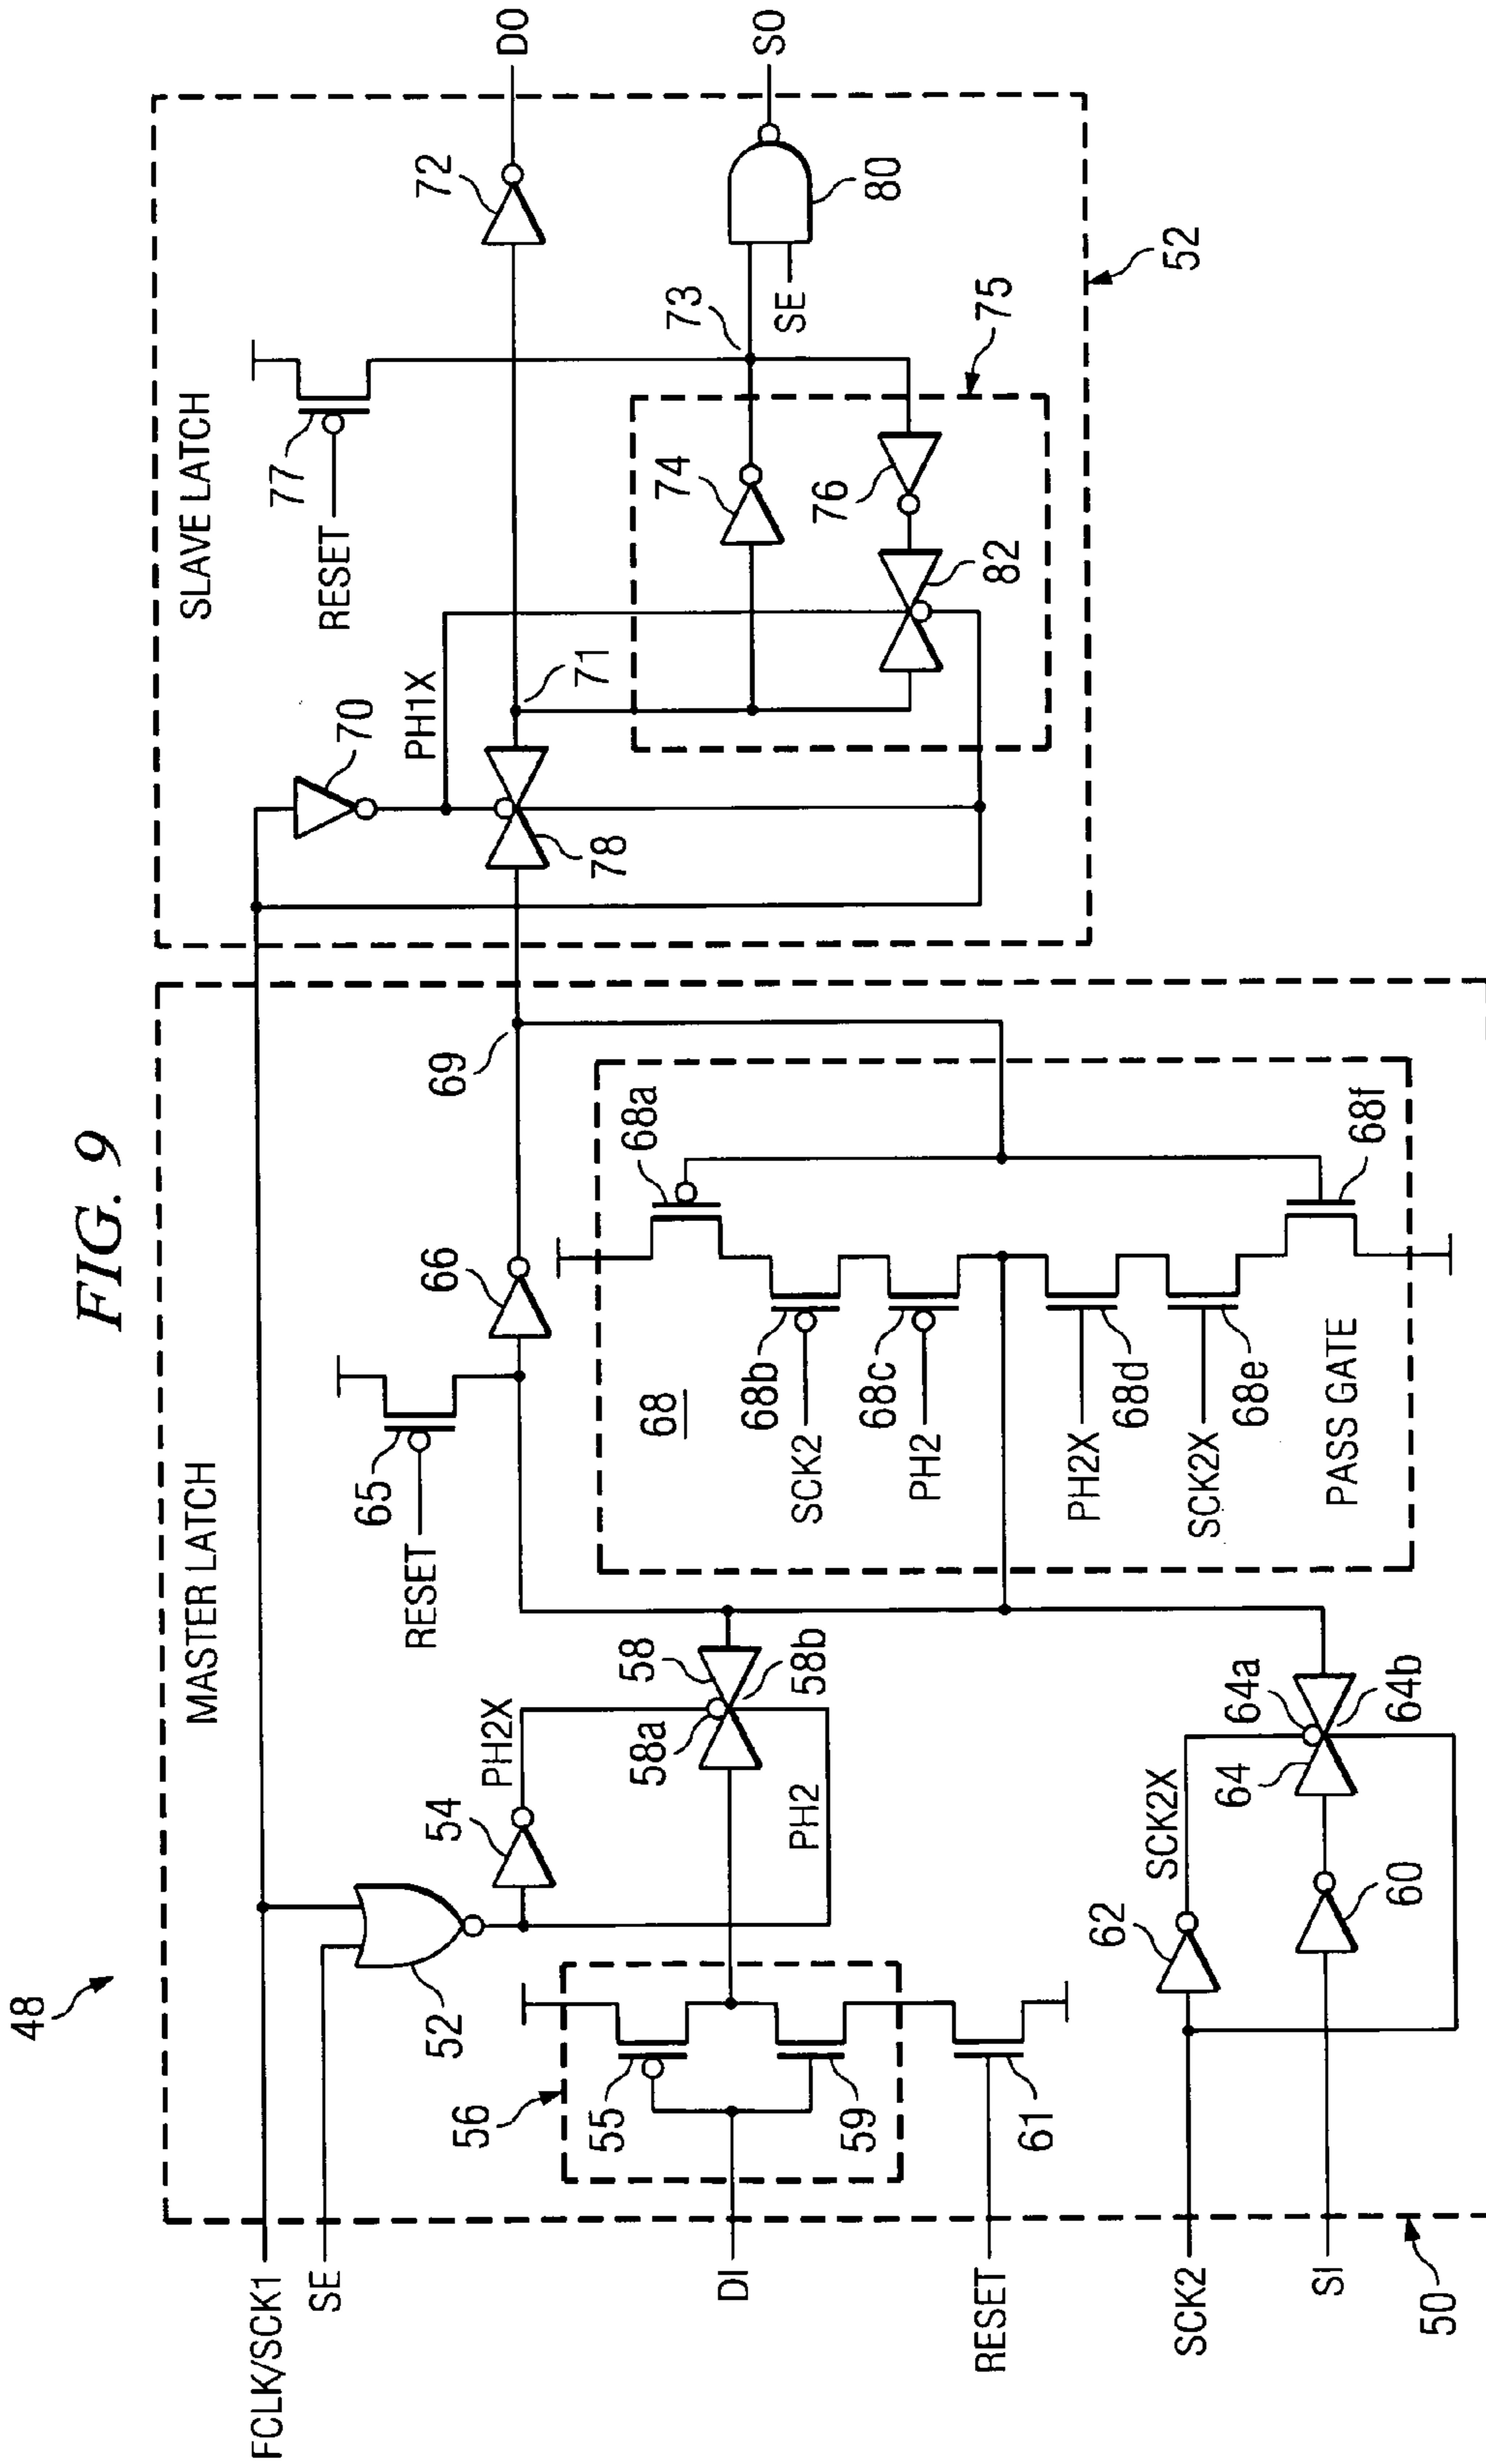 FIG. 9
48
MASTER LATCH
SLAVE LATCH
FCLK/SCK1
SE
52
54
PH2X
58a
58
58b
PH2
56
55
59
DI
61
RESET
62
SCK2X
64a
64
64b
60
SCK2
SI
50
65
RESET
66
69
68
68a
68b
SCK2
68c
PH2
PH2X
68d
SCK2X
68e
68f
PASS GATE
70
PH1X
78
71
77
RESET
72
DO
73
74
75
76
82
SE
80
SO
52